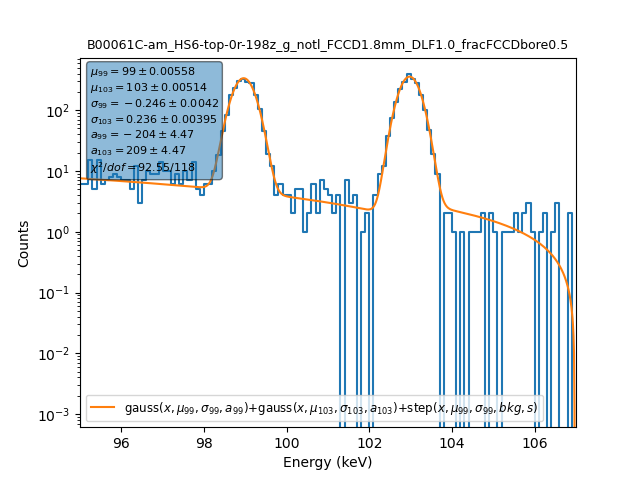 B00061C-am_HS6-top-0r-198z_g_notl_FCCD1.8mm_DLF1.0_fracFCCDbore0.5
μ₉₉ = 99 ± 0.00558
μ₁₀₃ = 103 ± 0.00514
σ₉₉ = −0.246 ± 0.0042
σ₁₀₃ = 0.236 ± 0.00395
a₉₉ = −204 ± 4.47
a₁₀₃ = 209 ± 4.47
χ²/dof = 92.55/118
10²
10¹
10⁰
10⁻¹
10⁻²
10⁻³
Counts
gauss(x, μ₉₉, σ₉₉, a₉₉)+gauss(x, μ₁₀₃, σ₁₀₃, a₁₀₃)+step(x, μ₉₉, σ₉₉, bkg, s)
96 98 100 102 104 106
Energy (keV)